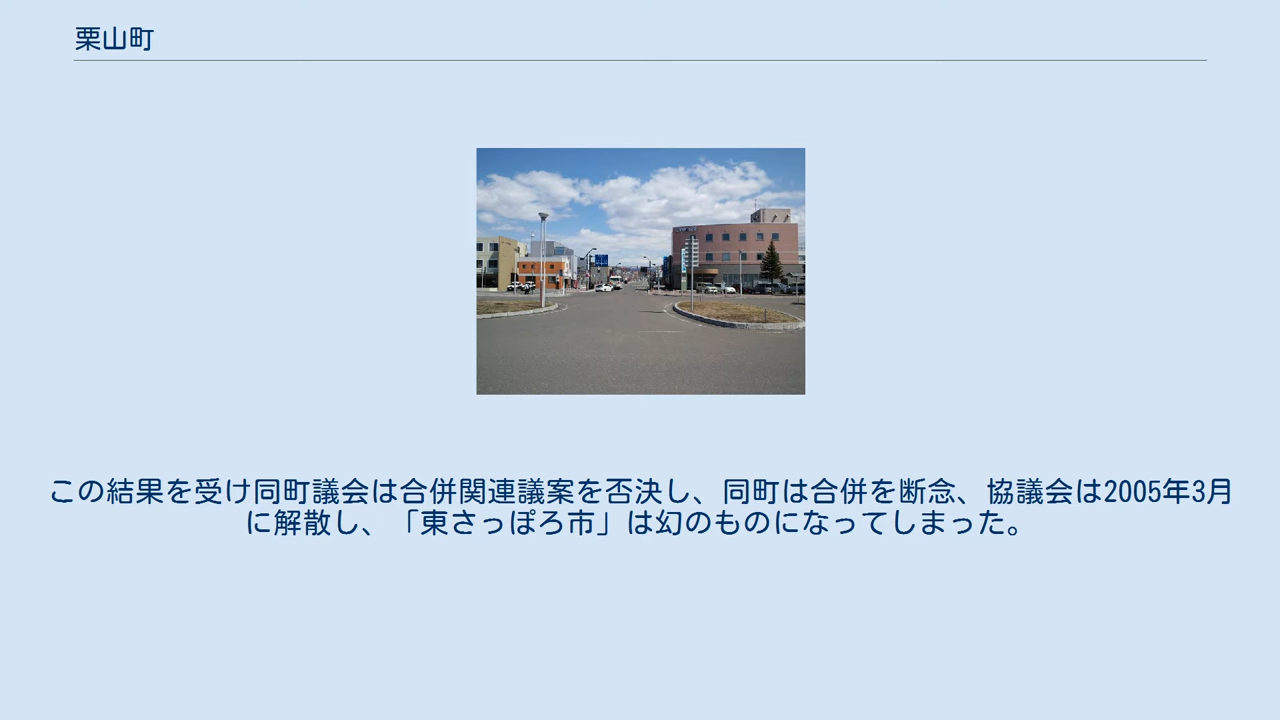 栗山町
この結果を受け同町議会は合併関連議案を否決し、同町は合併を断念、協議会は2005年3月
に解散し、「東さっぽろ市」は幻のものになってしまった。